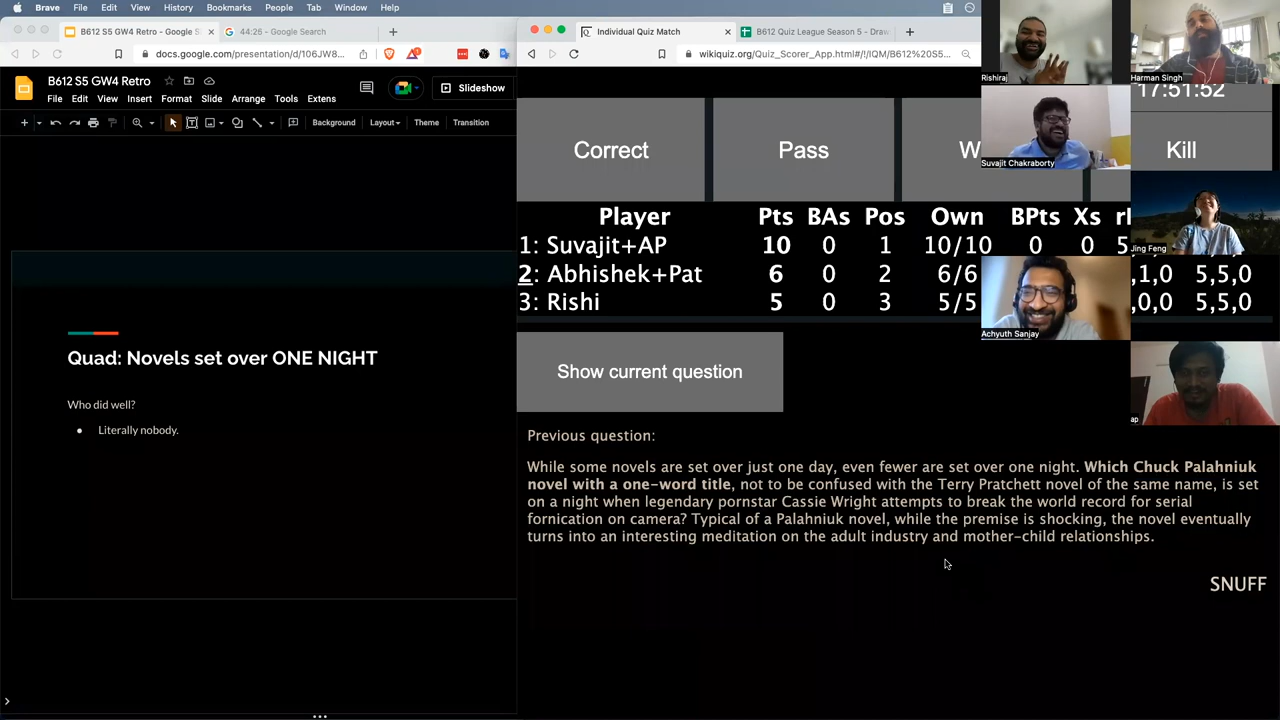 Brave File Edit View History Bookmarks People Tab Window Help
B612 S5 GW4 Retro - Google S
44:26 - Google Search
Individual Quiz Match
B612 Quiz League Season 5 - Draw
docs.google.com/presentation/d/106JW8...
wikiquiz.org/Quiz_Scorer_App.html#/!/IQM/B612%20S5...
B612 S5 GW4 Retro
File Edit View Insert Format Slide Arrange Tools Extens
Slideshow
Background Layout Theme Transition
Quad: Novels set over ONE NIGHT
Who did well?
● Literally nobody.
17:51:52
Correct
Pass
W
Kill
Player Pts BAs Pos Own BPts Xs
1: Suvajit+AP 10 0 1 10/10 0 0 5,
2: Abhishek+Pat 6 0 2 6/6 1,0 5,5,0
3: Rishi 5 0 3 5/5 0,0 5,5,0
Show current question
Previous question:
While some novels are set over just one day, even fewer are set over one night. Which Chuck Palahniuk
novel with a one-word title, not to be confused with the Terry Pratchett novel of the same name, is set
on a night when legendary pornstar Cassie Wright attempts to break the world record for serial
fornication on camera? Typical of a Palahniuk novel, while the premise is shocking, the novel eventually
turns into an interesting meditation on the adult industry and mother-child relationships.
SNUFF
Rishiraj
Harman Singh
Suvajit Chakraborty
Jing Feng
Achyuth Sanjay
ap